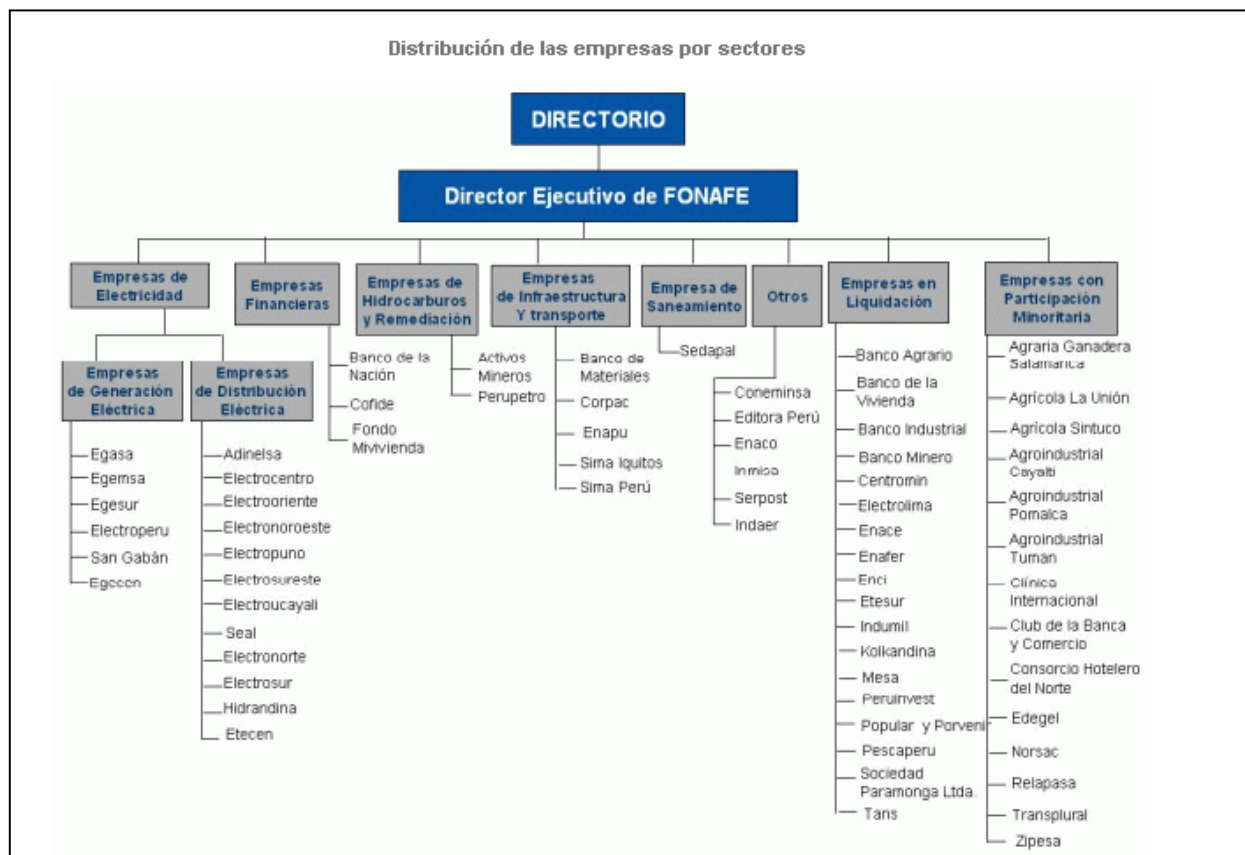 Distribución de las empresas por sectores
DIRECTORIO
Director Ejecutivo de FONAFE
Empresas de
Electricidad
Empresas
de Generación
Eléctrica
Egasa
Egemsa
Egesur
Electroperu
San Gabán
Egecen
Empresas
de Distribución
Eléctrica
Adinelsa
Electrocentro
Electrooriente
Electronoroeste
Electropuno
Electrosureste
Electroucayali
Seal
Electronorte
Electrosur
Hidrandina
Etecen
Empresas
Financieras
Banco de la
Nación
Cofide
Fondo
Mivivienda
Empresas de
Hidrocarburos
y Remediación
Activos
Mineros
Perupetro
Empresas
de Infraestructura
Y transporte
Banco de
Materiales
Corpac
Enapu
Sima Iquitos
Sima Perú
Empresa de
Saneamiento
Sedapal
Otros
Coneminsa
Editora Perú
Enaco
Inmisa
Serpost
Indaer
Empresas en
Liquidación
Banco Agrario
Banco de la
Vivienda
Banco Industrial
Banco Minero
Centromin
Electrolima
Enace
Enafer
Enci
Etesur
Indumil
Kolkandina
Mesa
Peruinvest
Popular y Porvenir
Pescaperu
Sociedad
Paramonga Ltda.
Tans
Empresas con
Participación
Minoritaria
Agraria Ganadera
Salamanca
Agrícola La Unión
Agrícola Sintuco
Agroindustrial
Cayalti
Agroindustrial
Pomalca
Agroindustrial
Tuman
Clínica
Internacional
Club de la Banca
y Comercio
Consorcio Hotelero
del Norte
Edegel
Norsac
Relapasa
Transplural
Zipesa